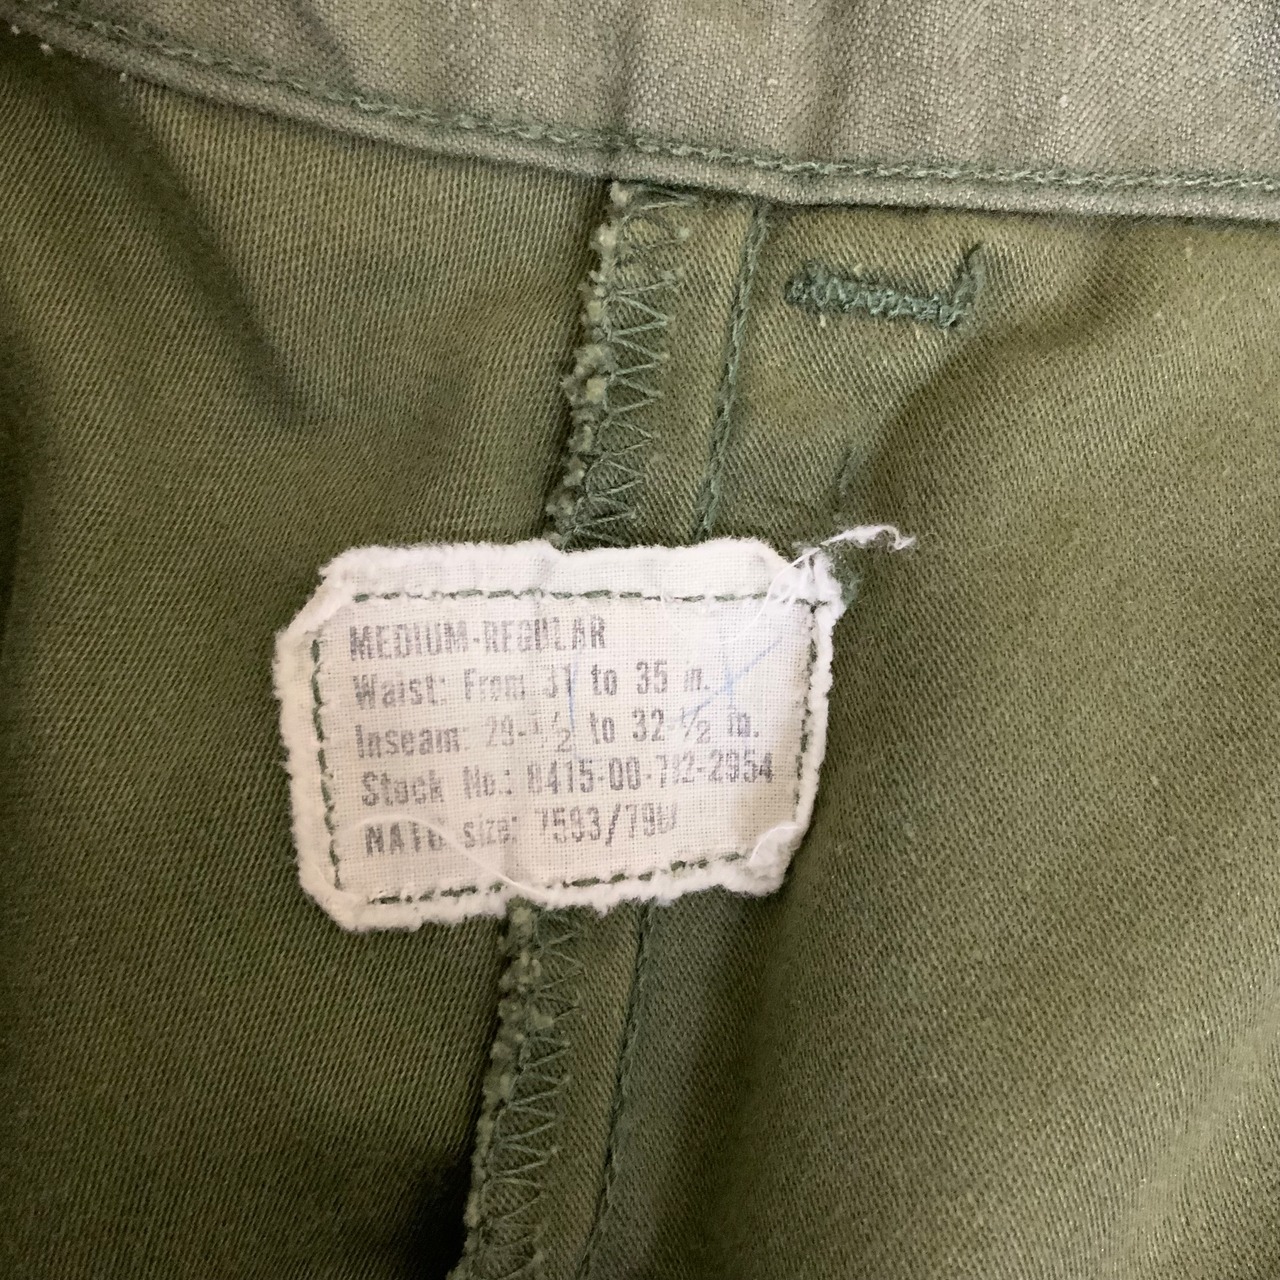 MEDIUM-REGULAR
Waist: From 31 to 35 in.
Inseam: 29-1/2 to 32-1/2 in.
Stock No.: 8415-00-782-2954
NATO size: 7593/